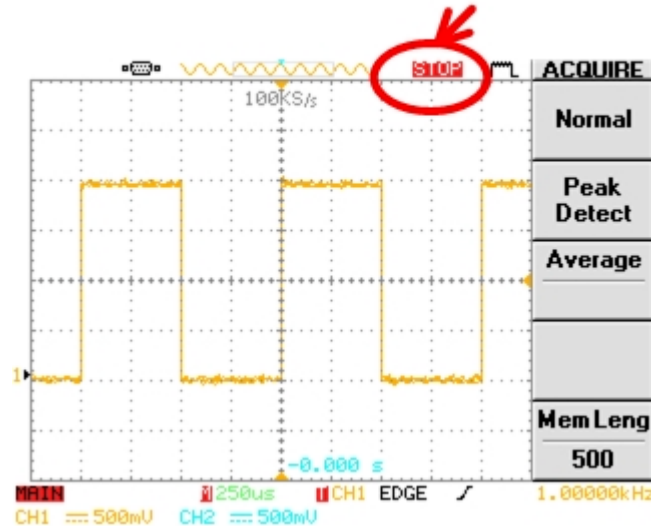 STOP ACQUIRE
100KS/s
Normal
Peak
Detect
Average
1
Mem Leng
500
-0.000 s
MAIN M 250us T CH1 EDGE 1.00000kHz
CH1 500mV CH2 500mV